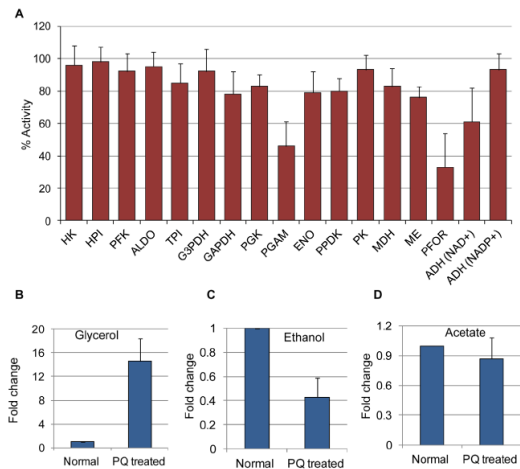 A
% Activity
120
100
80
60
40
20
0
HK HPI PFK ALDO TPI G3PDH GAPDH PGK PGAM ENO PPDK PK MDH ME PFOR ADH (NAD+) ADH (NADP+)
B
Glycerol
Fold change
20
16
12
8
4
0
Normal PQ treated
C
Ethanol
Fold change
1
0.8
0.6
0.4
0.2
0
Normal PQ treated
D
Acetate
Fold change
1.2
0.9
0.6
0.3
0
Normal PQ treated